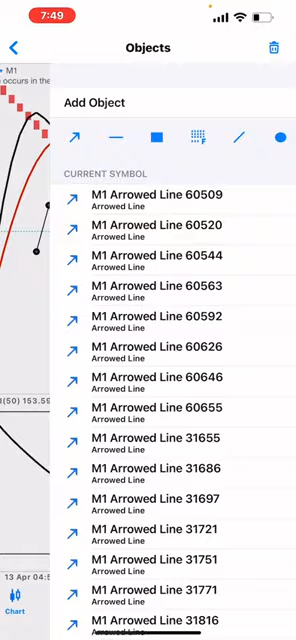 7:49
Objects
M1
occurs in the
Add Object
F
CURRENT SYMBOL
M1 Arrowed Line 60509
Arrowed Line
M1 Arrowed Line 60520
Arrowed Line
M1 Arrowed Line 60544
Arrowed Line
M1 Arrowed Line 60563
Arrowed Line
M1 Arrowed Line 60592
Arrowed Line
M1 Arrowed Line 60626
Arrowed Line
M1 Arrowed Line 60646
Arrowed Line
M1 Arrowed Line 60655
Arrowed Line
(50) 153.59
M1 Arrowed Line 31655
Arrowed Line
M1 Arrowed Line 31686
Arrowed Line
M1 Arrowed Line 31697
Arrowed Line
M1 Arrowed Line 31721
Arrowed Line
M1 Arrowed Line 31751
Arrowed Line
13 Apr 04:5
M1 Arrowed Line 31771
Arrowed Line
Chart
M1 Arrowed Line 31816
Arrowed Line